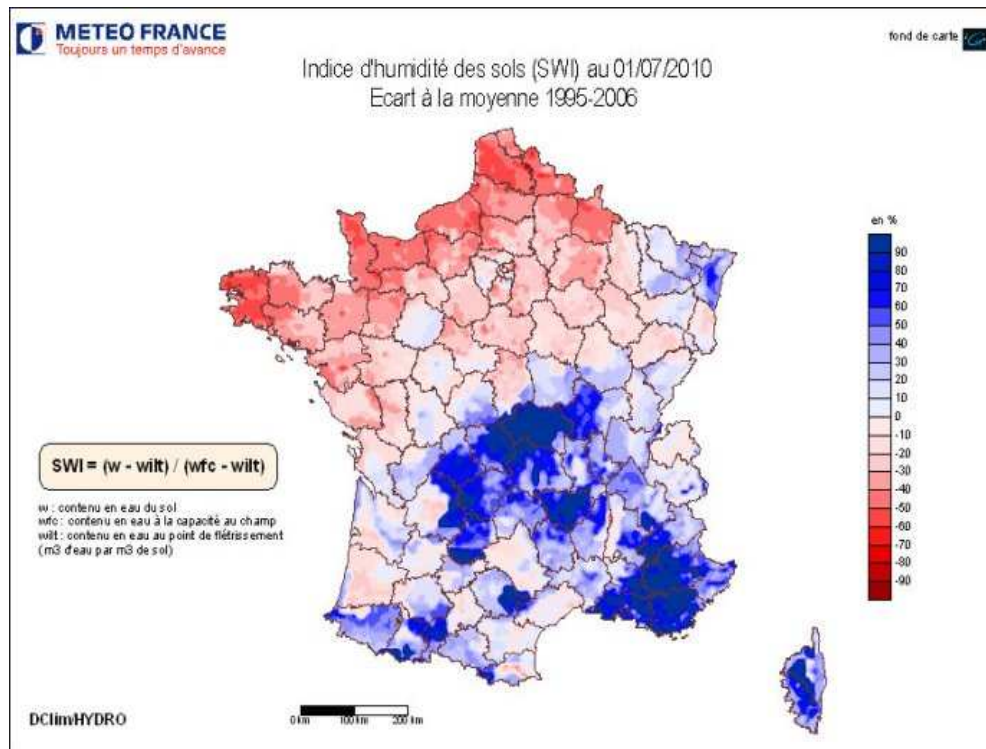 METEO FRANCE
Toujours un temps d'avance
fond de carte
Indice d'humidité des sols (SWI) au 01/07/2010
Ecart à la moyenne 1995-2006
en %
90
80
70
60
50
40
30
20
10
0
-10
-20
-30
-40
-50
-60
-70
-80
-90
SWI = (w - wilt) / (wfc - wilt)
w : contenu en eau du sol
wfc : contenu en eau à la capacité au champ
wilt : contenu en eau au point de flétrissement
(m3 d'eau par m3 de sol)
DClim/HYDRO
0 km 100 km 200 km